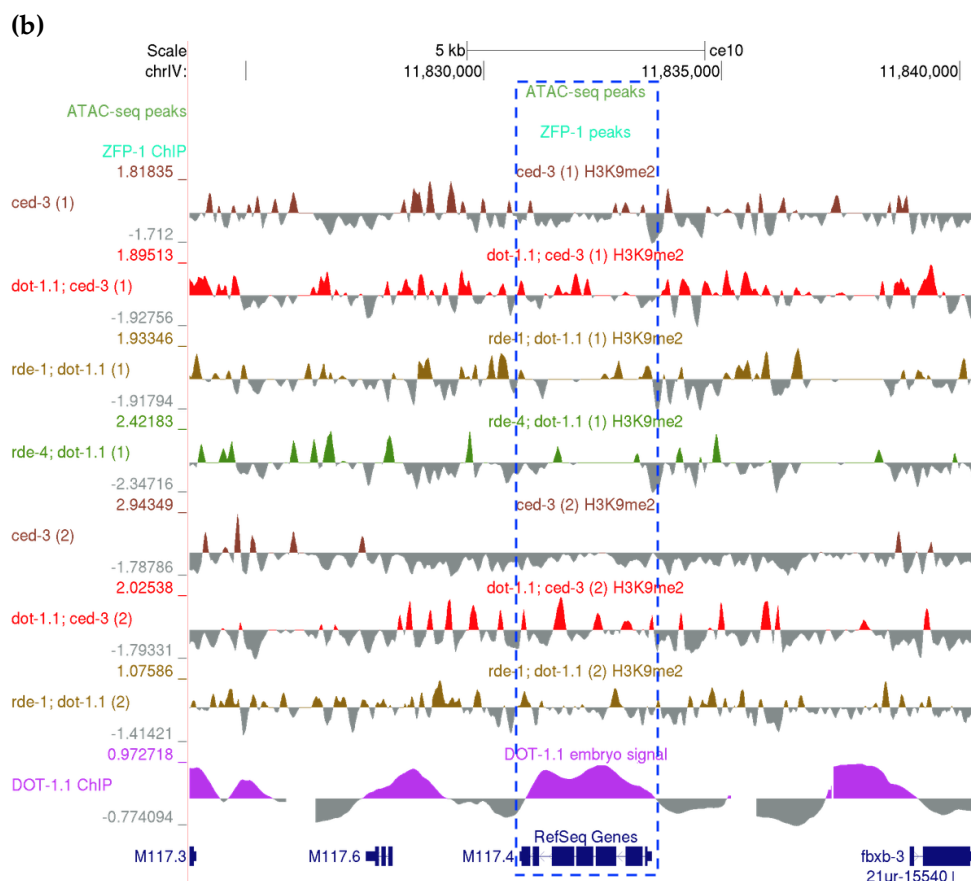 (b)
Scale 5 kb ce10
chrIV: 11,830,000 11,835,000 11,840,000
ATAC-seq peaks
ATAC-seq peaks
ZFP-1 peaks
ZFP-1 ChIP
1.81835 ced-3 (1) H3K9me2
ced-3 (1)
-1.712
1.89513 dot-1.1; ced-3 (1) H3K9me2
dot-1.1; ced-3 (1)
-1.92756
1.93346 rde-1; dot-1.1 (1) H3K9me2
rde-1; dot-1.1 (1)
-1.91794
2.42183 rde-4; dot-1.1 (1) H3K9me2
rde-4; dot-1.1 (1)
-2.34716
2.94349 ced-3 (2) H3K9me2
ced-3 (2)
-1.78786
2.02538 dot-1.1; ced-3 (2) H3K9me2
dot-1.1; ced-3 (2)
-1.79331
1.07586 rde-1; dot-1.1 (2) H3K9me2
rde-1; dot-1.1 (2)
-1.41421
0.972718 DOT-1.1 embryo signal
DOT-1.1 ChIP
-0.774094
RefSeq Genes
M117.3 M117.6 M117.4 fbxb-3
21ur-15540